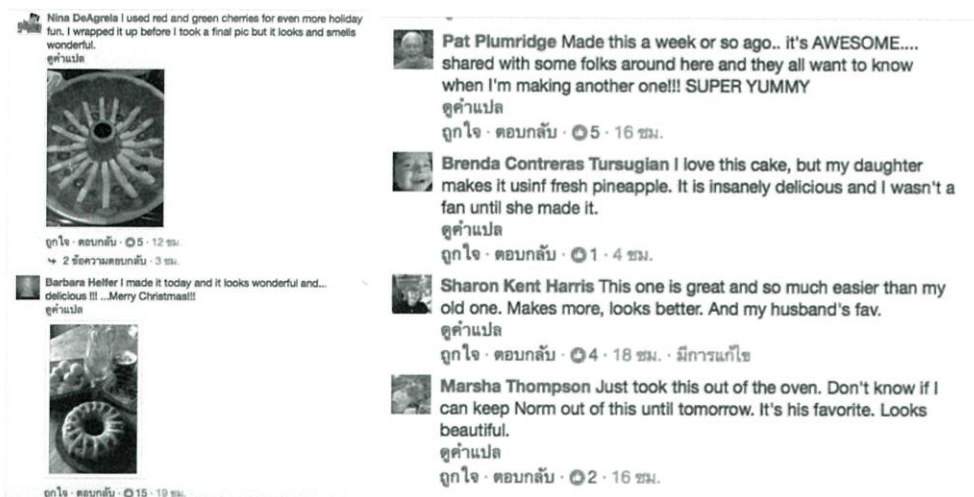 Nina DeAgrela I used red and green cherries for even more holiday
fun. I wrapped it up before I took a final pic but it looks and smells
wonderful.
ดูคำแปล
ถูกใจ · ตอบกลับ · 5 · 12 ชม.
↪ 2 ข้อความตอบกลับ · 3 ชม.
Barbara Helfer I made it today and it looks wonderful and...
delicious !!! ...Merry Christmas!!!
ดูคำแปล
ถูกใจ · ตอบกลับ · 15 · 19 ชม.
Pat Plumridge Made this a week or so ago.. it's AWESOME....
shared with some folks around here and they all want to know
when I'm making another one!!! SUPER YUMMY
ดูคำแปล
ถูกใจ · ตอบกลับ · 5 · 16 ชม.
Brenda Contreras Tursugian I love this cake, but my daughter
makes it usinf fresh pineapple. It is insanely delicious and I wasn't a
fan until she made it.
ดูคำแปล
ถูกใจ · ตอบกลับ · 1 · 4 ชม.
Sharon Kent Harris This one is great and so much easier than my
old one. Makes more, looks better. And my husband's fav.
ดูคำแปล
ถูกใจ · ตอบกลับ · 4 · 18 ชม. · มีการแก้ไข
Marsha Thompson Just took this out of the oven. Don't know if I
can keep Norm out of this until tomorrow. It's his favorite. Looks
beautiful.
ดูคำแปล
ถูกใจ · ตอบกลับ · 2 · 16 ชม.